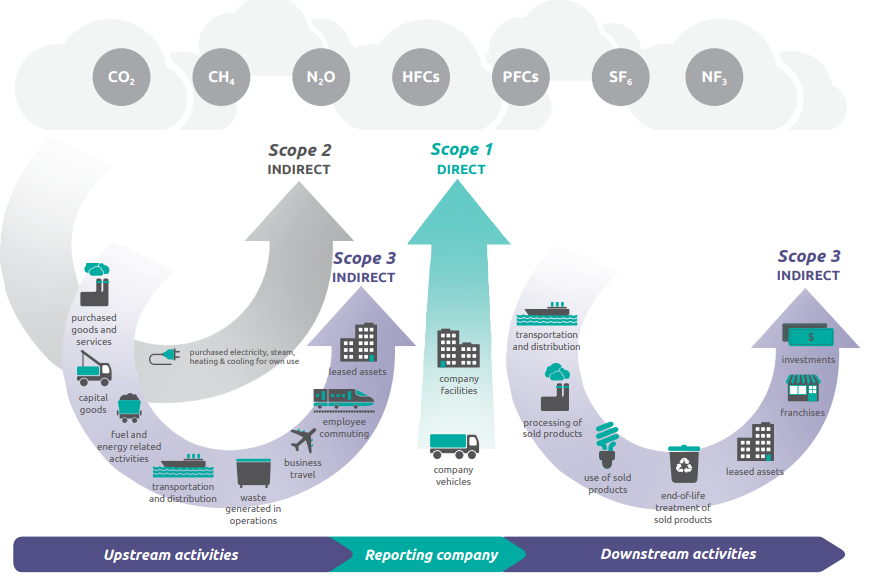 CO₂
CH₄
N₂O
HFCs
PFCs
SF₆
NF₃
Scope 2
INDIRECT
Scope 1
DIRECT
Scope 3
INDIRECT
Scope 3
INDIRECT
purchased
goods and
services
capital
goods
fuel and
energy related
activities
transportation
and distribution
waste
generated in
operations
business
travel
employee
commuting
leased assets
purchased electricity, steam,
heating & cooling for own use
company
facilities
company
vehicles
transportation
and distribution
processing of
sold products
use of sold
products
end-of-life
treatment of
sold products
leased assets
franchises
investments
$
Upstream activities
Reporting company
Downstream activities